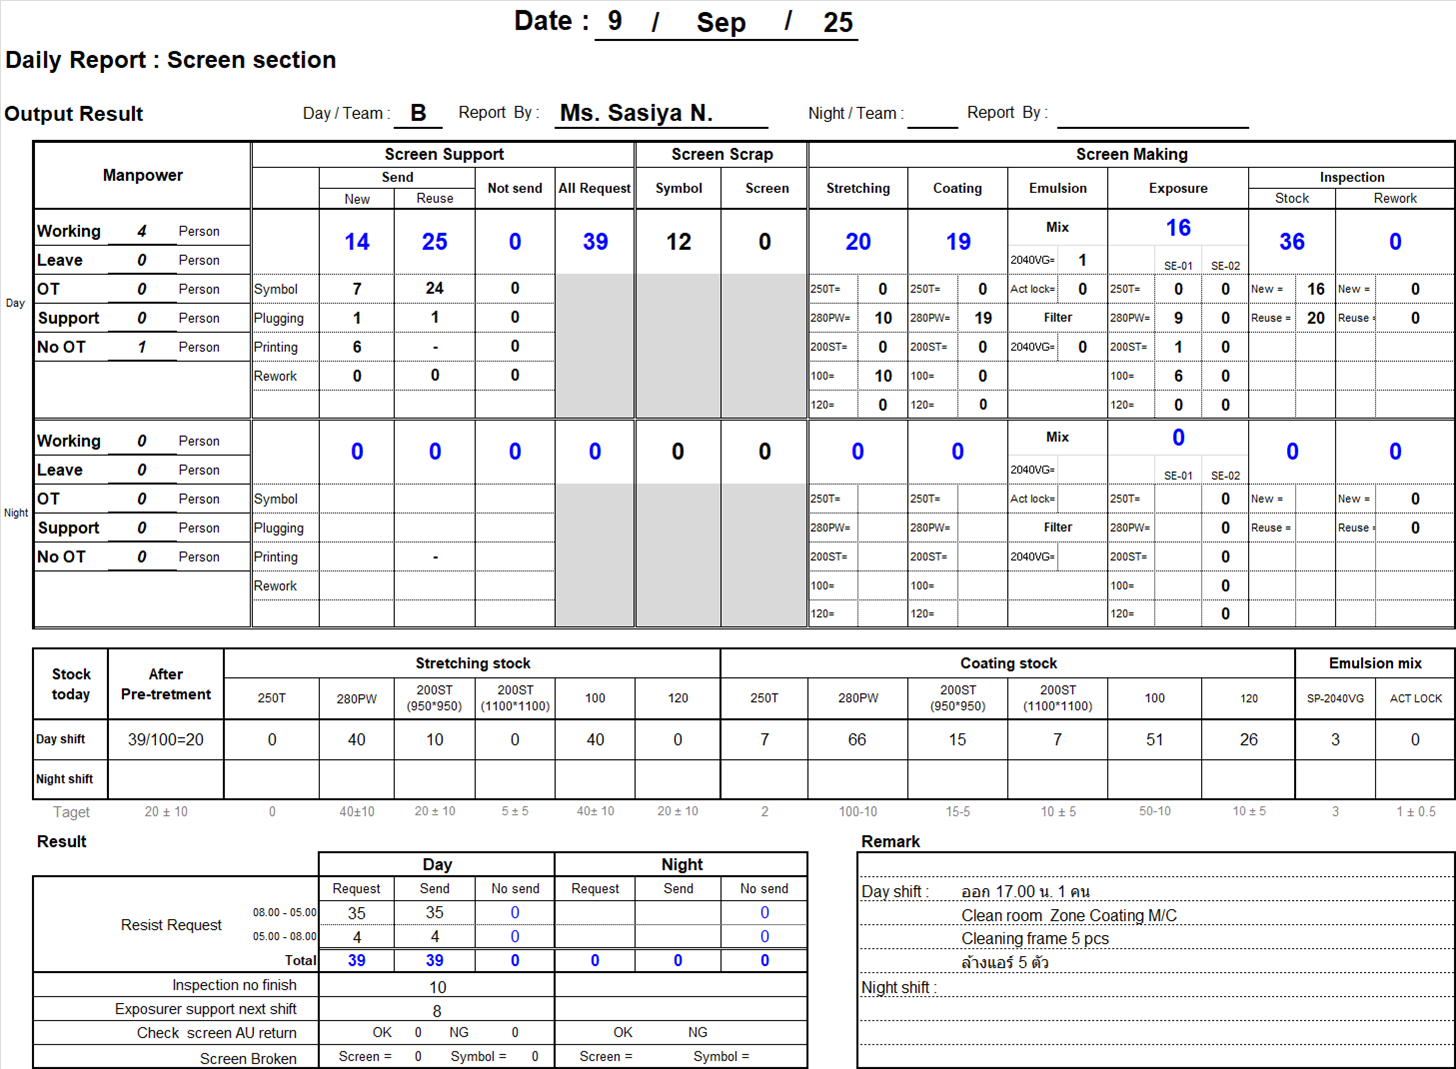 Date : 9 / Sep / 25
Daily Report : Screen section
Output Result Day / Team : B Report By : Ms. Sasiya N. Night / Team : Report By :
Manpower Screen Support Screen Scrap Screen Making
Send Not send All Request Symbol Screen Stretching Coating Emulsion Exposure Inspection
New Reuse Stock Rework
Day
Working 4 Person 14 25 0 39 12 0 20 19 Mix 16 36 0
Leave 0 Person 2040VG= 1 SE-01 SE-02
OT 0 Person Symbol 7 24 0 250T= 0 250T= 0 Act lock= 0 250T= 0 0 New = 16 New = 0
Support 0 Person Plugging 1 1 0 280PW= 10 280PW= 19 Filter 280PW= 9 0 Reuse = 20 Reuse = 0
No OT 1 Person Printing 6 - 0 200ST= 0 200ST= 0 2040VG= 0 200ST= 1 0
Rework 0 0 0 100= 10 100= 0 100= 6 0
120= 0 120= 0 120= 0 0
Night
Working 0 Person 0 0 0 0 0 0 0 0 Mix 0 0 0
Leave 0 Person 2040VG= SE-01 SE-02
OT 0 Person Symbol 250T= 250T= Act lock= 250T= 0 New = New = 0
Support 0 Person Plugging 280PW= 280PW= Filter 280PW= 0 Reuse = Reuse = 0
No OT 0 Person Printing - 200ST= 200ST= 2040VG= 200ST= 0
Rework 100= 100= 100= 0
120= 120= 120= 0
Stock today After Pre-tretment Stretching stock Coating stock Emulsion mix
250T 280PW 200ST (950*950) 200ST (1100*1100) 100 120 250T 280PW 200ST (950*950) 200ST (1100*1100) 100 120 SP-2040VG ACT LOCK
Day shift 39/100=20 0 40 10 0 40 0 7 66 15 7 51 26 3 0
Night shift
Taget 20 ± 10 0 40±10 20 ± 10 5 ± 5 40± 10 20 ± 10 2 100-10 15-5 10 ± 5 50-10 10 ± 5 3 1 ± 0.5
Result
Day Night
Request Send No send Request Send No send
Resist Request
08.00 - 05.00 35 35 0 0
05.00 - 08.00 4 4 0 0
Total 39 39 0 0 0 0
Inspection no finish 10
Exposurer support next shift 8
Check screen AU return OK 0 NG 0 OK NG
Screen Broken Screen = 0 Symbol = 0 Screen = Symbol =
Remark
Day shift : ออก 17.00 น. 1 คน
Clean room Zone Coating M/C
Cleaning frame 5 pcs
ล้างแอร์ 5 ตัว
Night shift :